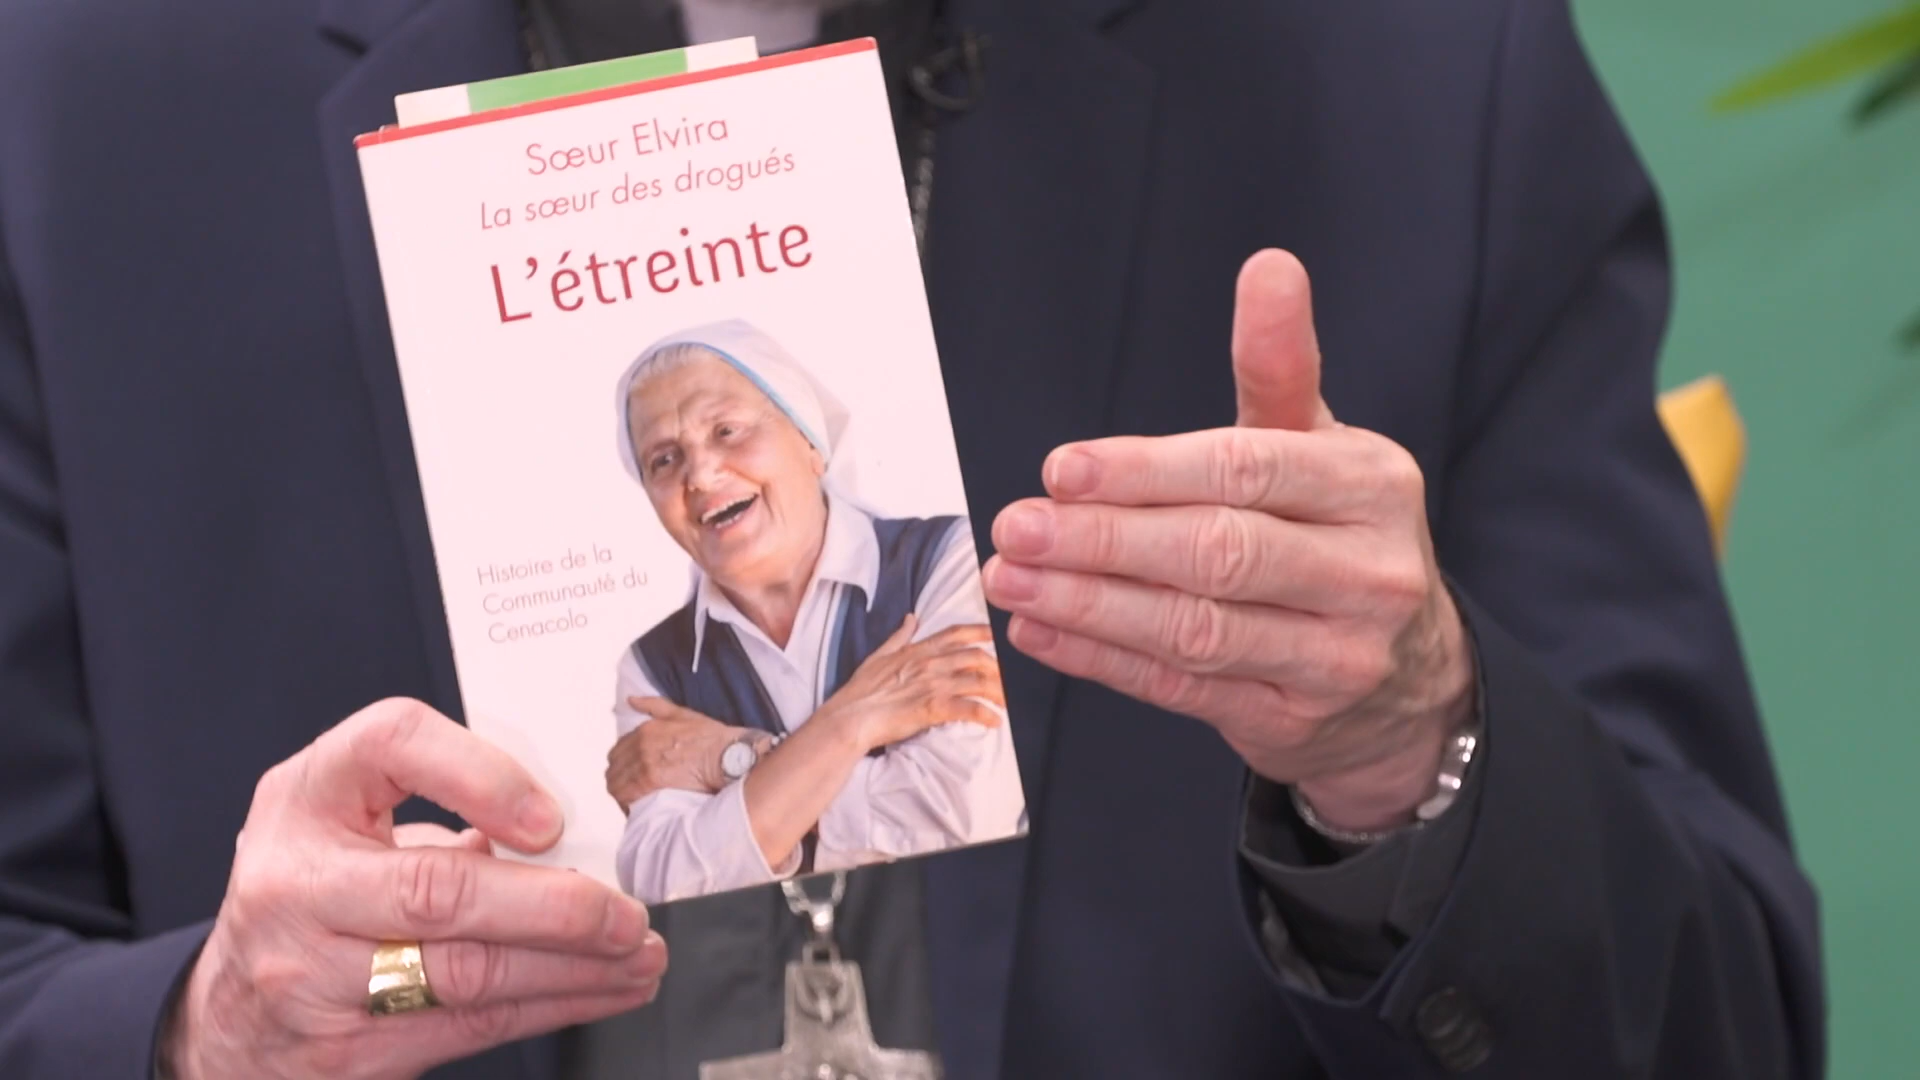 Sœur Elvira
La sœur des drogués
L’étreinte
Histoire de la
Communauté du
Cenacolo